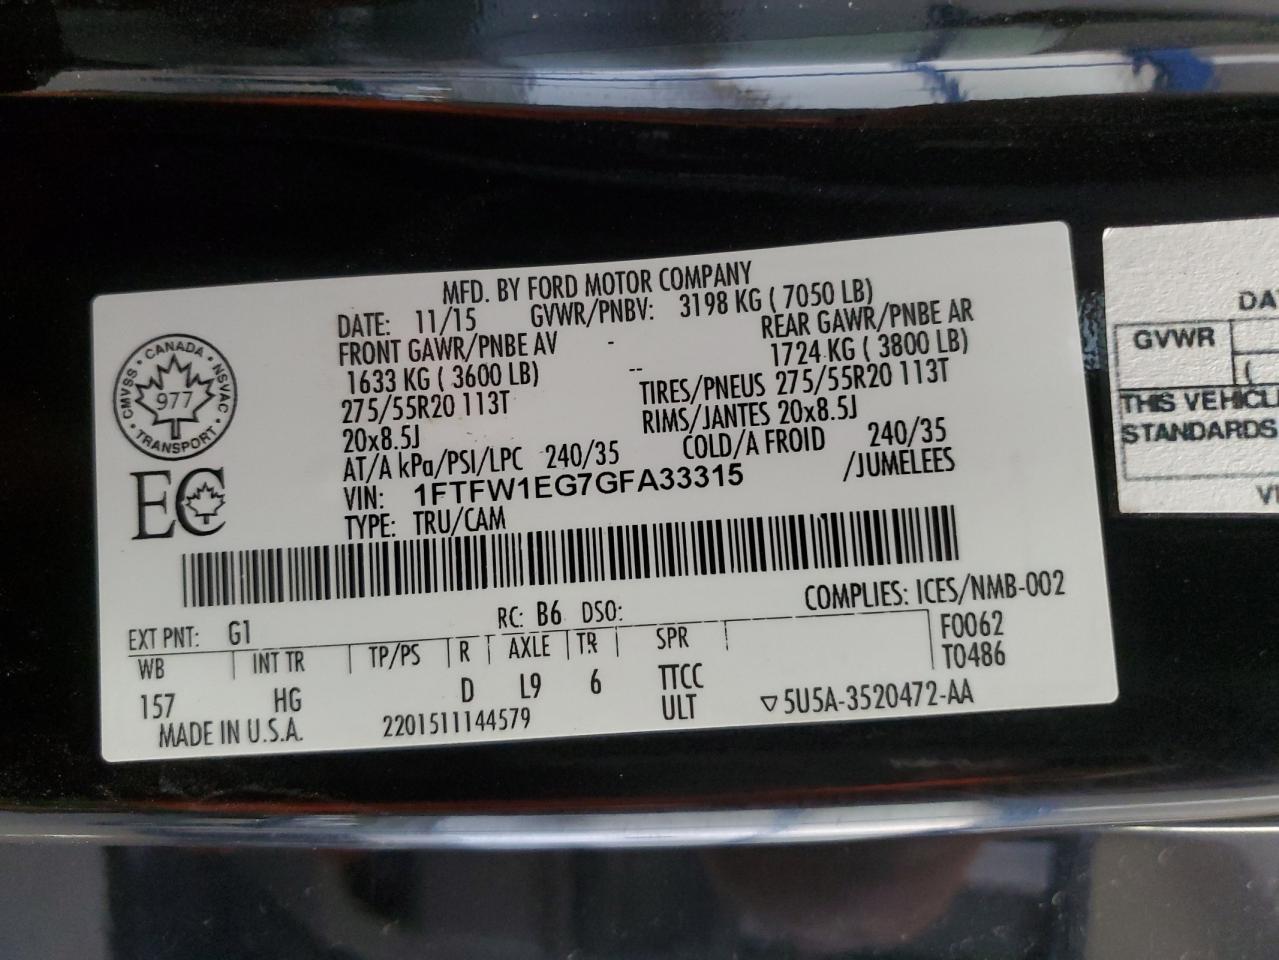 MFD. BY FORD MOTOR COMPANY
DATE: 11/15 GVWR/PNBV: 3198 KG ( 7050 LB)
FRONT GAWR/PNBE AV - REAR GAWR/PNBE AR
1633 KG ( 3600 LB) 1724 KG ( 3800 LB)
275/55R20 113T -- TIRES/PNEUS 275/55R20 113T
20x8.5J RIMS/JANTES 20x8.5J
AT/A kPa/PSI/LPC 240/35 COLD/A FROID 240/35
VIN: 1FTFW1EG7GFA33315 /JUMELEES
TYPE: TRU/CAM
CMVSS • CANADA • NSVAC • TRANSPORT •
977
EC
COMPLIES: ICES/NMB-002
EXT PNT: G1 RC: B6 DSO: F0062
WB INT TR TP/PS R AXLE TR SPR T0486
157 HG D L9 6 TTCC
MADE IN U.S.A. 2201511144579 ULT ▽5U5A-3520472-AA
DA
GVWR
THIS VEHICL
STANDARDS
VI